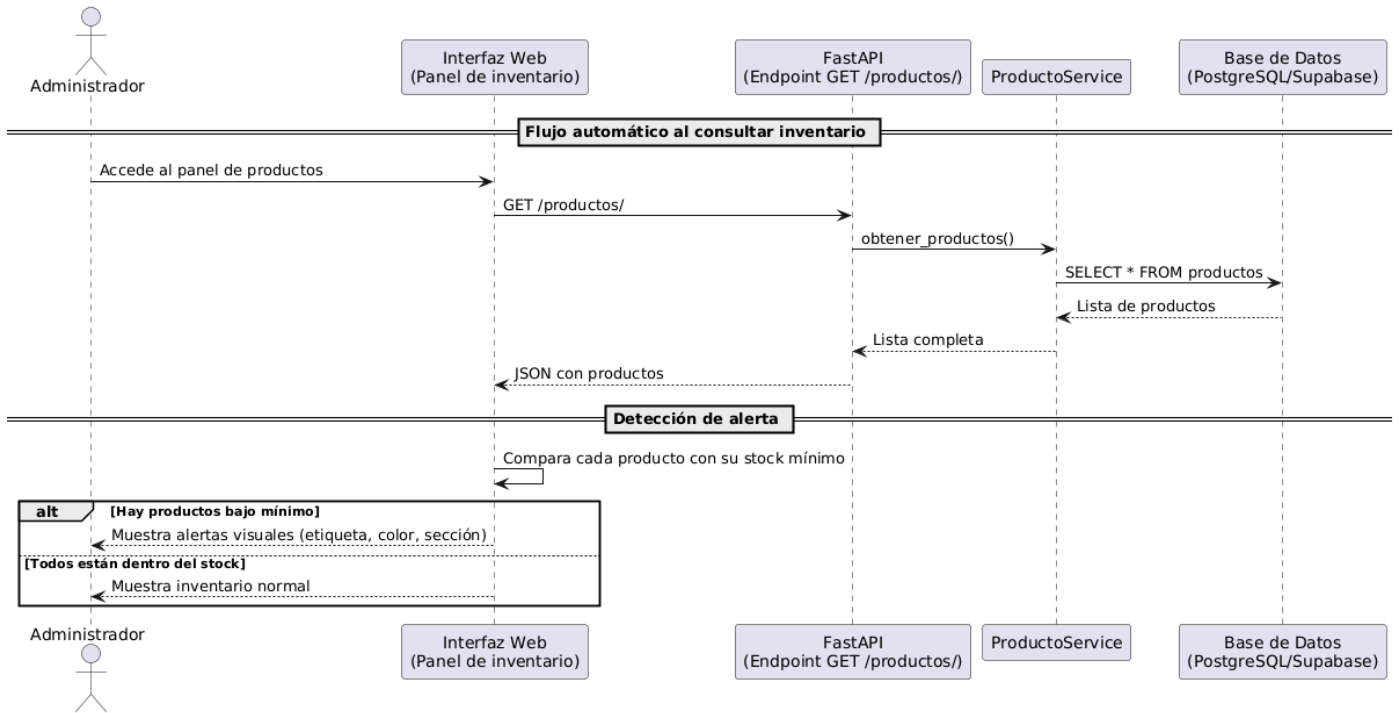 Administrador
Interfaz Web
(Panel de inventario)
FastAPI
(Endpoint GET /productos/)
ProductoService
Base de Datos
(PostgreSQL/Supabase)
Flujo automático al consultar inventario
Accede al panel de productos
GET /productos/
obtener_productos()
SELECT * FROM productos
Lista de productos
Lista completa
JSON con productos
Detección de alerta
Compara cada producto con su stock mínimo
alt [Hay productos bajo mínimo]
Muestra alertas visuales (etiqueta, color, sección)
[Todos están dentro del stock]
Muestra inventario normal
Administrador
Interfaz Web
(Panel de inventario)
FastAPI
(Endpoint GET /productos/)
ProductoService
Base de Datos
(PostgreSQL/Supabase)